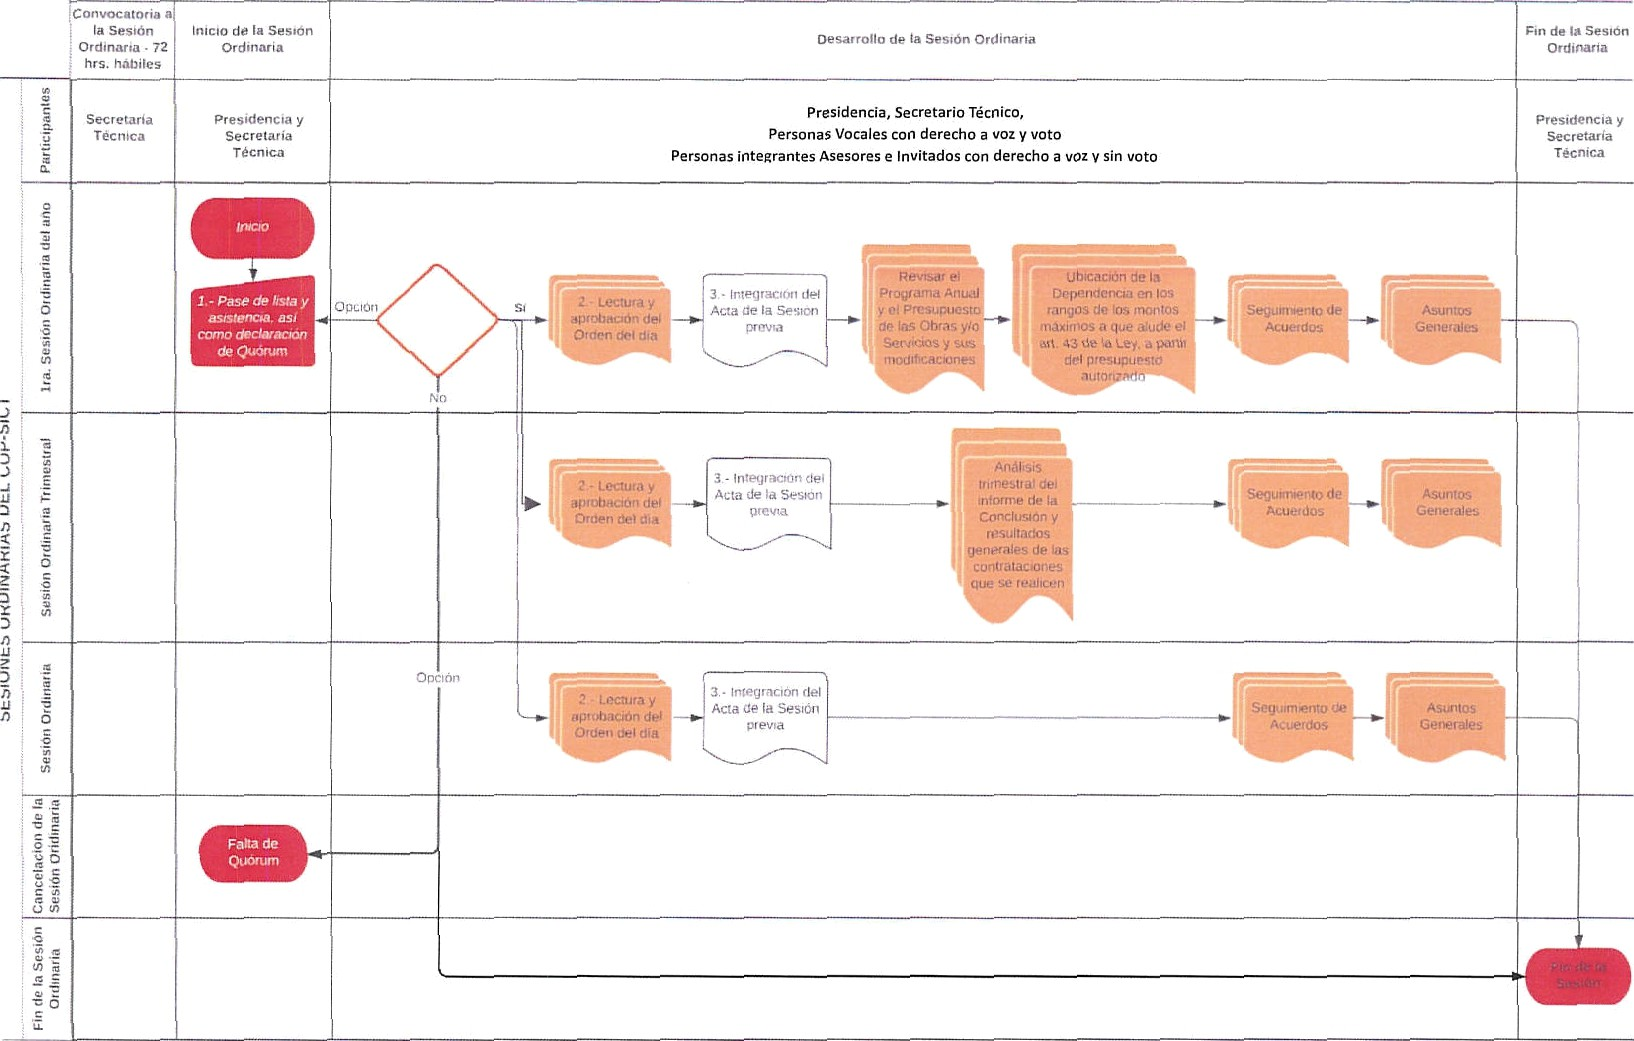 Convocatoria a
la Sesión
Ordinaria - 72
hrs. hábiles
Inicio de la Sesión
Ordinaria
Desarrollo de la Sesión Ordinaria
Fin de la Sesión
Ordinaria
Participantes
Secretaría
Técnica
Presidencia y
Secretaría
Técnica
Presidencia, Secretario Técnico,
Personas Vocales con derecho a voz y voto
Personas integrantes Asesores e Invitados con derecho a voz y sin voto
Presidencia y
Secretaría
Técnica
SESIONES ORDINARIAS DEL COP-SICT
1ra. Sesión Ordinaria del año
Inicio
1.- Pase de lista y
asistencia, así
como declaración
de Quórum
Opción
Sí
No
2.- Lectura y
aprobación del
Orden del día
3.- Integración del
Acta de la Sesión
previa
Revisar el
Programa Anual
y el Presupuesto
de las Obras y/o
Servicios y sus
modificaciones
Ubicación de la
Dependencia en los
rangos de los montos
máximos a que alude el
art. 43 de la Ley, a partir
del presupuesto
autorizado
Seguimiento de
Acuerdos
Asuntos
Generales
Sesión Ordinaria Trimestral
2.- Lectura y
aprobación del
Orden del día
3.- Integración del
Acta de la Sesión
previa
Análisis
trimestral del
informe de la
Conclusión y
resultados
generales de las
contrataciones
que se realicen
Seguimiento de
Acuerdos
Asuntos
Generales
Sesión Ordinaria
Opción
2.- Lectura y
aprobación del
Orden del día
3.- Integración del
Acta de la Sesión
previa
Seguimiento de
Acuerdos
Asuntos
Generales
Cancelacion de la
Sesión Oridinaria
Falta de
Quórum
Fin de la Sesión
Ordinaria
Fin de la
Sesión